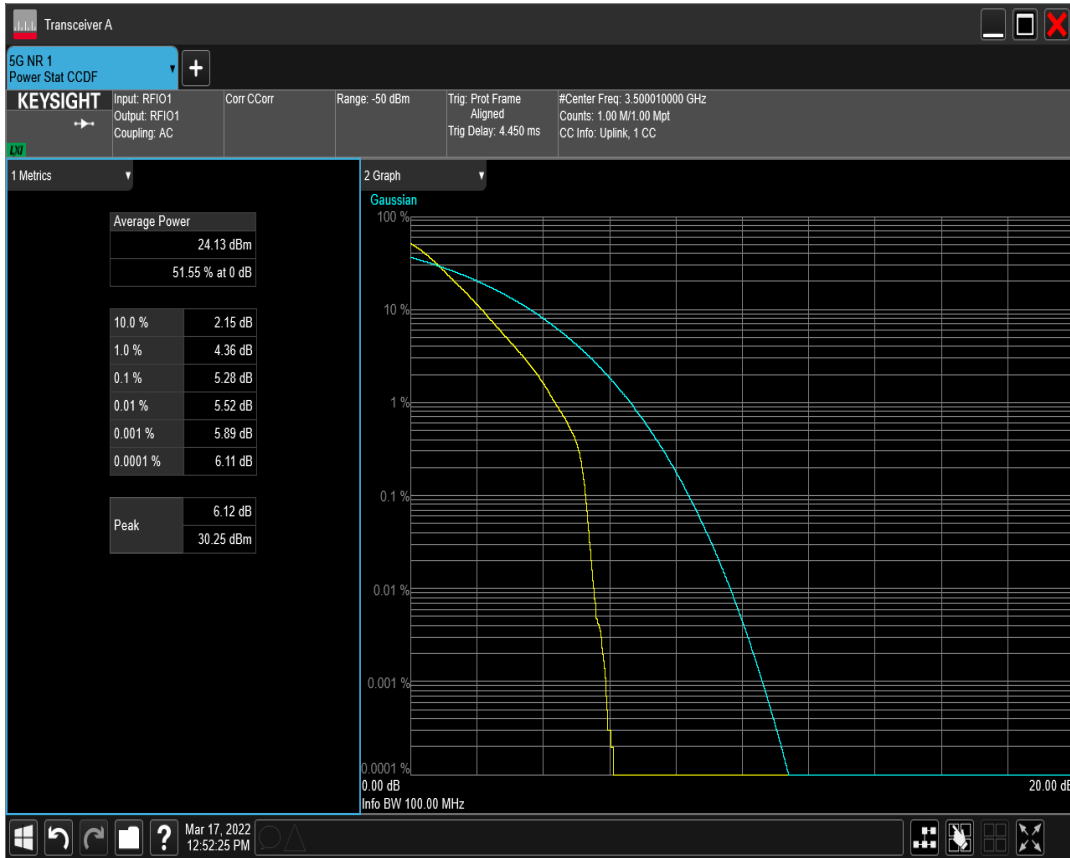 Transceiver A
5G NR 1
Power Stat CCDF
KEYSIGHT
LXI
Input: RFIO1
Output: RFIO1
Coupling: AC
Corr CCorr
Range: -50 dBm
Trig: Prot Frame
Aligned
Trig Delay: 4.450 ms
#Center Freq: 3.500010000 GHz
Counts: 1.00 M/1.00 Mpt
CC Info: Uplink, 1 CC
1 Metrics
Average Power
24.13 dBm
51.55 % at 0 dB
10.0 % 2.15 dB
1.0 % 4.36 dB
0.1 % 5.28 dB
0.01 % 5.52 dB
0.001 % 5.89 dB
0.0001 % 6.11 dB
Peak
6.12 dB
30.25 dBm
2 Graph
Gaussian
100 %
10 %
1 %
0.1 %
0.01 %
0.001 %
0.0001 %
0.00 dB 20.00 dB
Info BW 100.00 MHz
?
Mar 17, 2022
12:52:25 PM